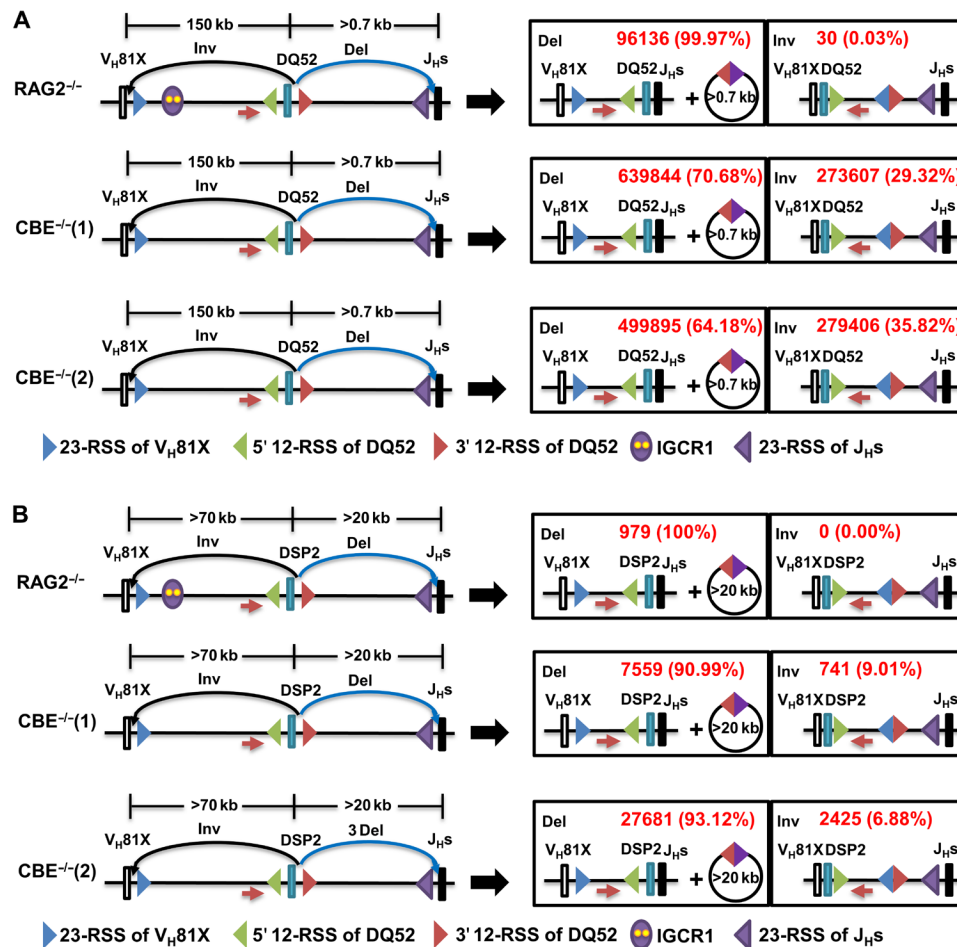 A
150 kb >0.7 kb
Inv Del
VH81X DQ52 JHs
RAG2−/−
Del 96136 (99.97%)
VH81X DQ52 JHs
+ >0.7 kb
Inv 30 (0.03%)
VH81X DQ52 JHs
150 kb >0.7 kb
Inv Del
VH81X DQ52 JHs
CBE−/−(1)
Del 639844 (70.68%)
VH81X DQ52 JHs
+ >0.7 kb
Inv 273607 (29.32%)
VH81X DQ52 JHs
150 kb >0.7 kb
Inv Del
VH81X DQ52 JHs
CBE−/−(2)
Del 499895 (64.18%)
VH81X DQ52 JHs
+ >0.7 kb
Inv 279406 (35.82%)
VH81X DQ52 JHs
23-RSS of VH81X 5' 12-RSS of DQ52 3' 12-RSS of DQ52 IGCR1 23-RSS of JHs
B
>70 kb >20 kb
Inv Del
VH81X DSP2 JHs
RAG2−/−
Del 979 (100%)
VH81X DSP2 JHs
+ >20 kb
Inv 0 (0.00%)
VH81X DSP2 JHs
>70 kb >20 kb
Inv Del
VH81X DSP2 JHs
CBE−/−(1)
Del 7559 (90.99%)
VH81X DSP2 JHs
+ >20 kb
Inv 741 (9.01%)
VH81X DSP2 JHs
>70 kb >20 kb
Inv 3 Del
VH81X DSP2 JHs
CBE−/−(2)
Del 27681 (93.12%)
VH81X DSP2 JHs
+ >20 kb
Inv 2425 (6.88%)
VH81X DSP2 JHs
23-RSS of VH81X 5' 12-RSS of DQ52 3' 12-RSS of DQ52 IGCR1 23-RSS of JHs